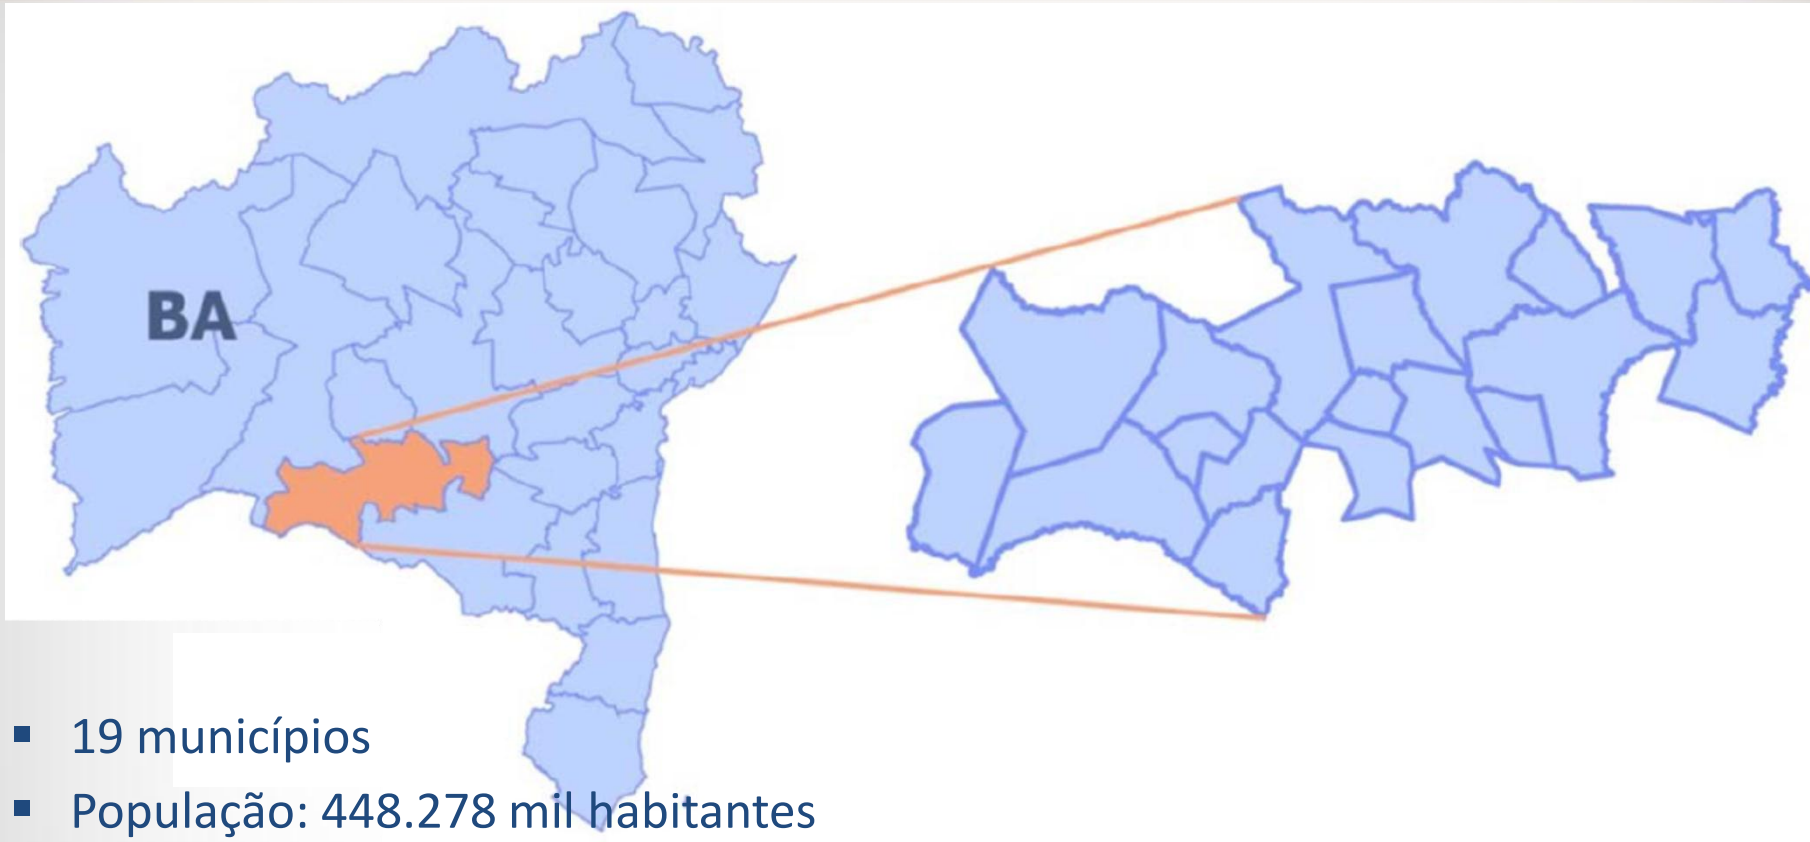 BA
▪ 19 municípios
▪ População: 448.278 mil habitantes